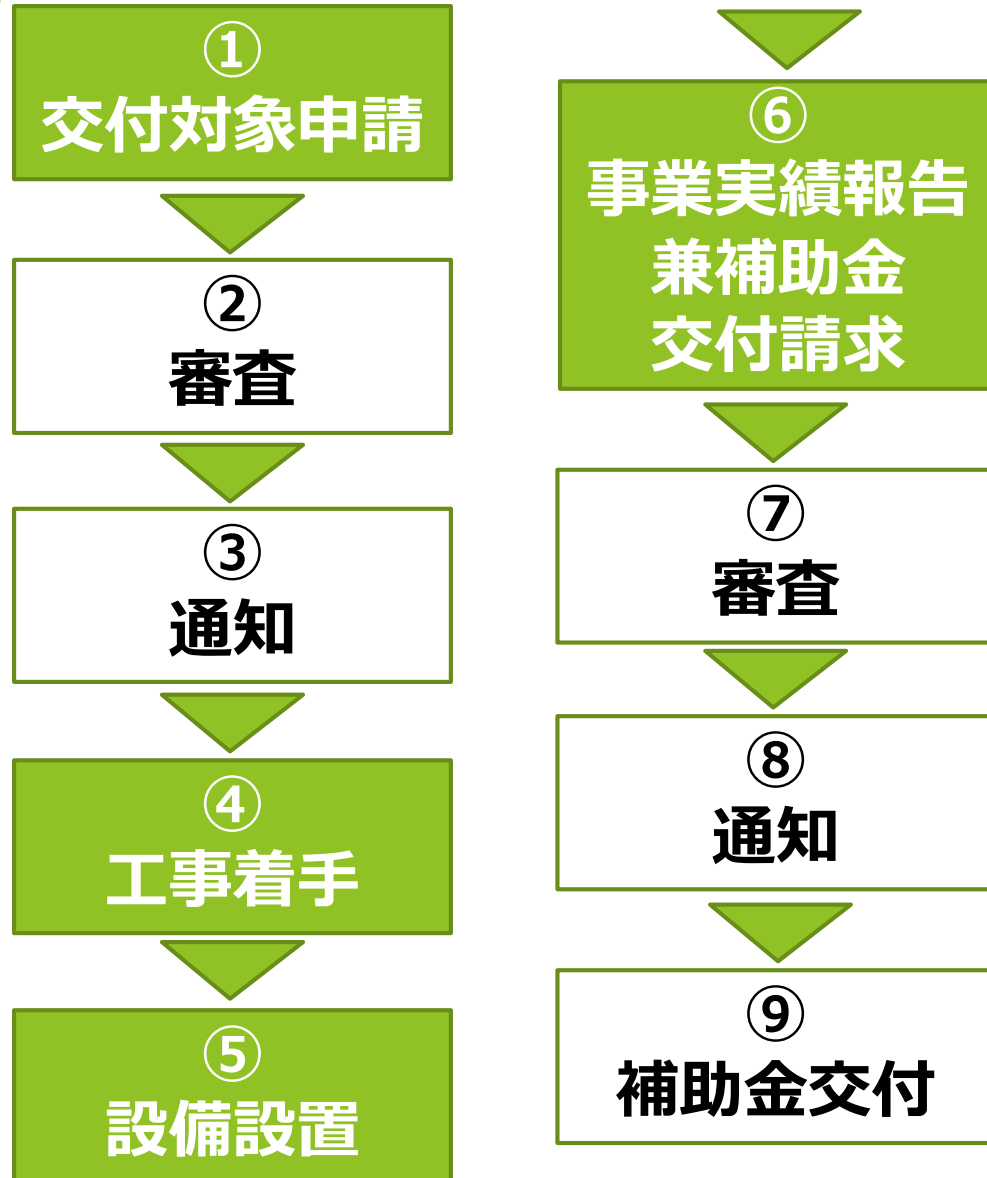 ①
交付対象申請
②
審査
③
通知
④
工事着手
⑤
設備設置
⑥
事業実績報告
兼補助金
交付請求
⑦
審査
⑧
通知
⑨
補助金交付